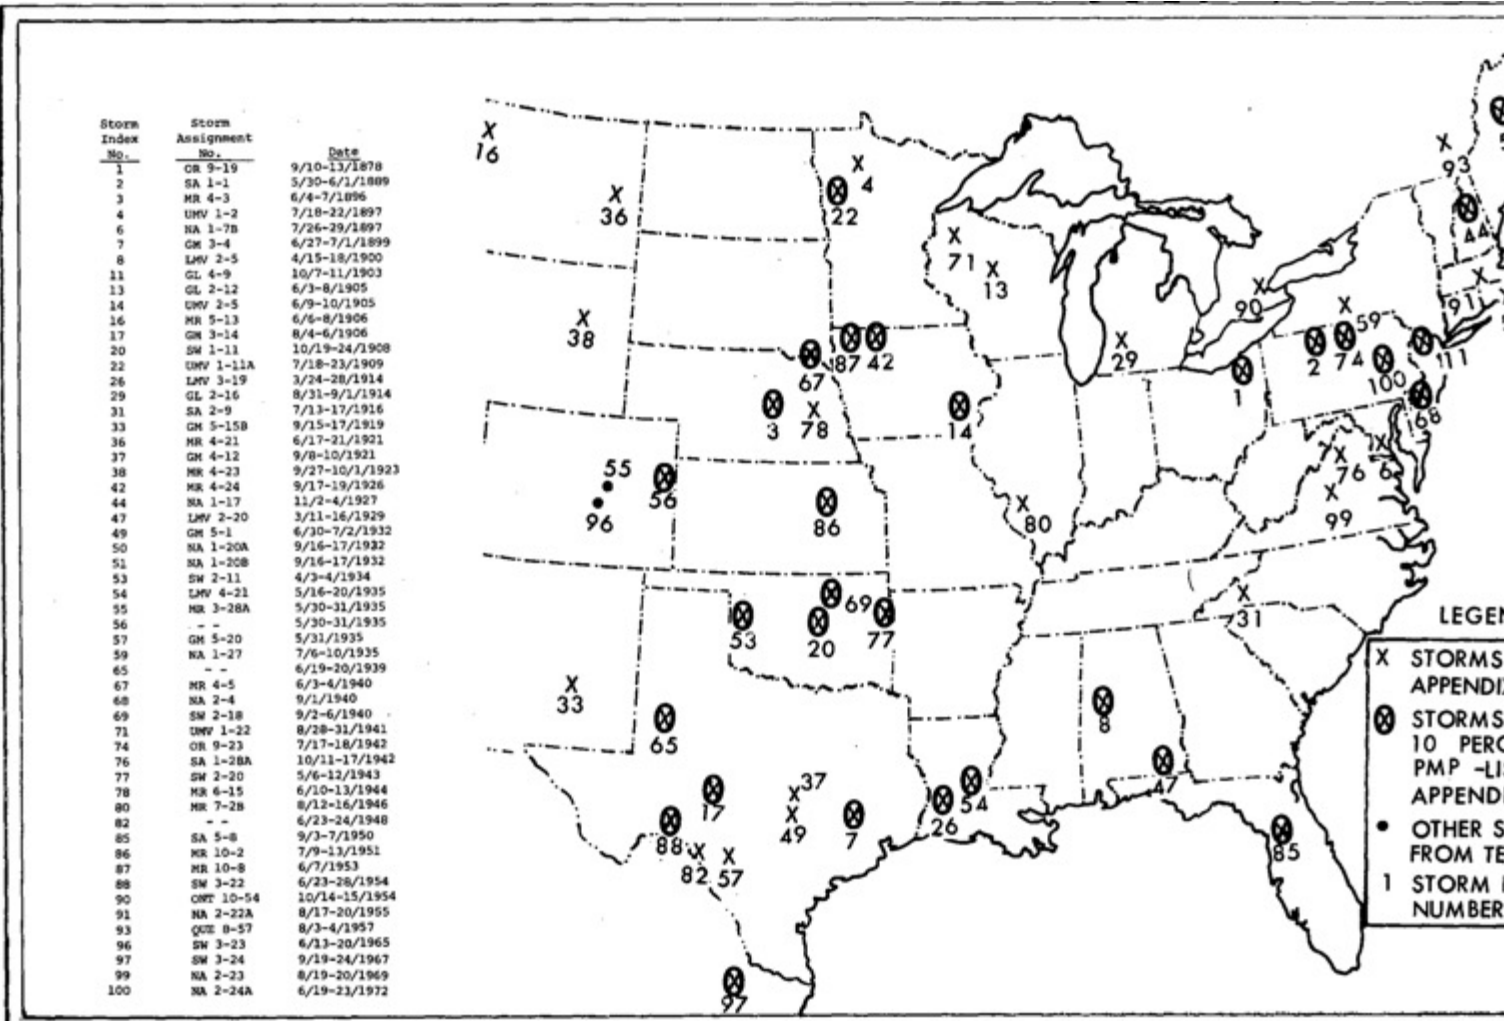 Storm Storm
Index Assignment
No. No. Date
1 OR 9-19 9/10-13/1878
2 SA 1-1 5/30-6/1/1889
3 MR 4-3 6/4-7/1896
4 UMV 1-2 7/18-22/1897
6 NA 1-7B 7/26-29/1897
7 GM 3-4 6/27-7/1/1899
8 LMV 2-5 4/15-18/1900
11 GL 4-9 10/7-11/1903
13 GL 2-12 6/3-8/1905
14 UMV 2-5 6/9-10/1905
16 MR 5-13 6/6-8/1906
17 GM 3-14 8/4-6/1906
20 SW 1-11 10/19-24/1908
22 UMV 1-11A 7/18-23/1909
26 LMV 3-19 3/24-28/1914
29 GL 2-16 8/31-9/1/1914
31 SA 2-9 7/13-17/1916
33 GM 5-15B 9/15-17/1919
36 MR 4-21 6/17-21/1921
37 GM 4-12 9/8-10/1921
38 MR 4-23 9/27-10/1/1923
42 MR 4-24 9/17-19/1926
44 NA 1-17 11/2-4/1927
47 LMV 2-20 3/11-16/1929
49 GM 5-1 6/30-7/2/1932
50 NA 1-20A 9/16-17/1932
51 NA 1-20B 9/16-17/1932
53 SW 2-11 4/3-4/1934
54 LMV 4-21 5/16-20/1935
55 MR 3-28A 5/30-31/1935
56 - - 5/30-31/1935
57 GM 5-20 5/31/1935
59 NA 1-27 7/6-10/1935
65 - - 6/19-20/1939
67 MR 4-5 6/3-4/1940
68 NA 2-4 9/1/1940
69 SW 2-18 9/2-6/1940
71 UMV 1-22 8/28-31/1941
74 OR 9-23 7/17-18/1942
76 SA 1-28A 10/11-17/1942
77 SW 2-20 5/6-12/1943
78 MR 6-15 6/10-13/1944
80 MR 7-2B 8/12-16/1946
82 - - 6/23-24/1948
85 SA 5-8 9/3-7/1950
86 MR 10-2 7/9-13/1951
87 MR 10-8 6/7/1953
88 SW 3-22 6/23-28/1954
90 ONT 10-54 10/14-15/1954
91 NA 2-22A 8/17-20/1955
93 QUE 8-57 8/3-4/1957
96 SW 3-23 6/13-20/1965
97 SW 3-24 9/19-24/1967
99 NA 2-23 8/19-20/1969
100 NA 2-24A 6/19-23/1972
16
4
93
36
22
44
71
13
90
91
38
59
87 42
29
2 74
11
67
100
1
68
3 78
14
76
6
55
56
99
96
86
80
69
31
53
20
77
33
65
8
37
17
54
47
49
7
26
88
85
82 57
97
LEGEN
X STORMS
APPENDI
STORMS
10 PERC
PMP -LIS
APPENDI
• OTHER S
FROM TE
1 STORM
NUMBER